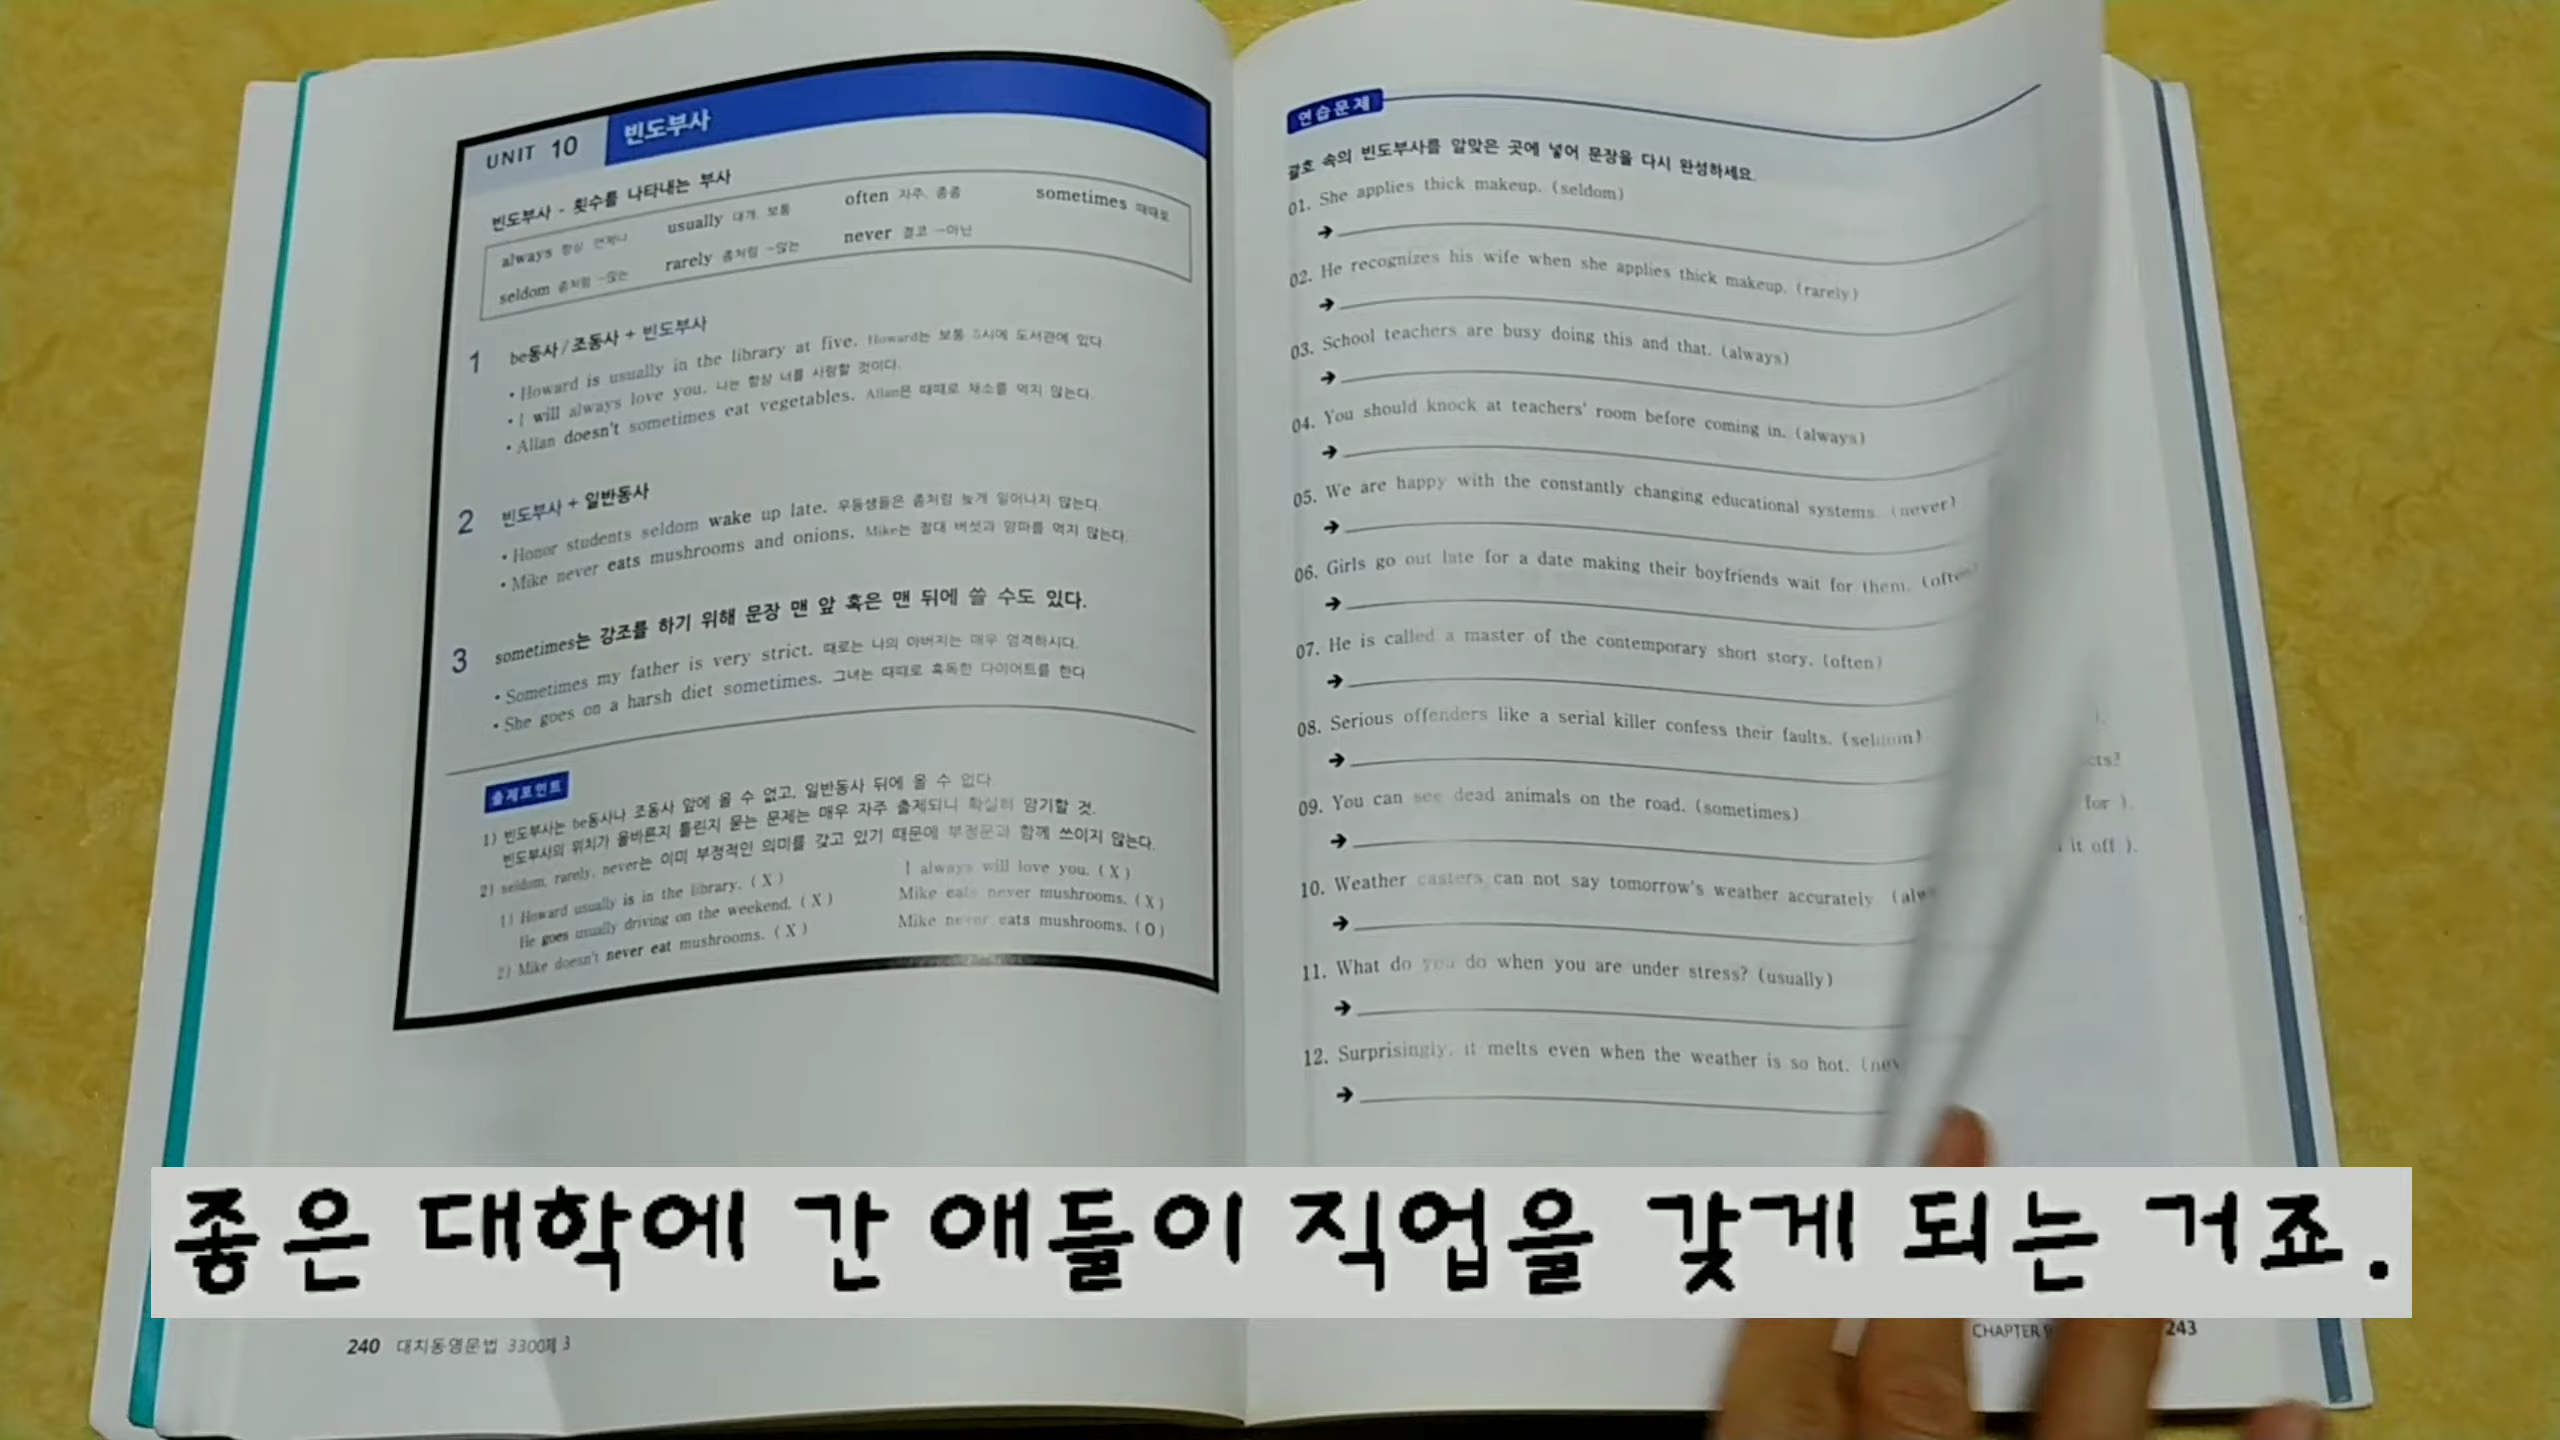 UNIT 10 빈도부사
빈도부사 - 횟수를 나타내는 부사
always 항상 언제나 usually 대개, 보통 often 자주, 종종 sometimes 때때로
seldom 좀처럼 ~않는 rarely 좀처럼 ~않는 never 결코 ~아닌
1 be동사 / 조동사 + 빈도부사
• Howard is usually in the library at five. Howard는 보통 5시에 도서관에 있다
• I will always love you. 나는 항상 너를 사랑할 것이다.
• Allan doesn't sometimes eat vegetables. Allan은 때때로 채소를 먹지 않는다.
2 빈도부사 + 일반동사
• Honor students seldom wake up late. 우등생들은 좀처럼 늦게 일어나지 않는다.
• Mike never eats mushrooms and onions. Mike는 절대 버섯과 양파를 먹지 않는다.
3 sometimes는 강조를 하기 위해 문장 맨 앞 혹은 맨 뒤에 쓸 수도 있다.
• Sometimes my father is very strict. 때로는 나의 아버지는 매우 엄격하시다.
• She goes on a harsh diet sometimes. 그녀는 때때로 혹독한 다이어트를 한다
출제포인트
1) 빈도부사는 be동사나 조동사 앞에 올 수 없고, 일반동사 뒤에 올 수 없다.
빈도부사의 위치가 올바른지 틀린지 묻는 문제는 매우 자주 출제되니 확실히 암기할 것.
2) seldom, rarely, never는 이미 부정적인 의미를 갖고 있기 때문에 부정문과 함께 쓰이지 않는다.
1) Howard usually is in the library. ( X ) I always will love you. ( X )
He goes usually driving on the weekend. ( X ) Mike eats never mushrooms. ( X )
2) Mike doesn't never eat mushrooms. ( X ) Mike never eats mushrooms. ( O )
240 대치동영문법 3300제 3
연습문제
괄호 속의 빈도부사를 알맞은 곳에 넣어 문장을 다시 완성하세요.
01. She applies thick makeup. (seldom)
➔
02. He recognizes his wife when she applies thick makeup. (rarely)
➔
03. School teachers are busy doing this and that. (always)
➔
04. You should knock at teachers' room before coming in. (always)
➔
05. We are happy with the constantly changing educational systems. (never)
➔
06. Girls go out late for a date making their boyfriends wait for them. (often
➔
07. He is called a master of the contemporary short story. (often)
➔
08. Serious offenders like a serial killer confess their faults. (seldom)
➔
09. You can see dead animals on the road. (sometimes)
➔
10. Weather casters can not say tomorrow's weather accurately. (alw
➔
11. What do you do when you are under stress? (usually)
➔
12. Surprisingly, it melts even when the weather is so hot. (nev
➔
cts?
for ).
it off ).
CHAPTER 243
좋은 대학에 간 애들이 직업을 갖게 되는 거죠.